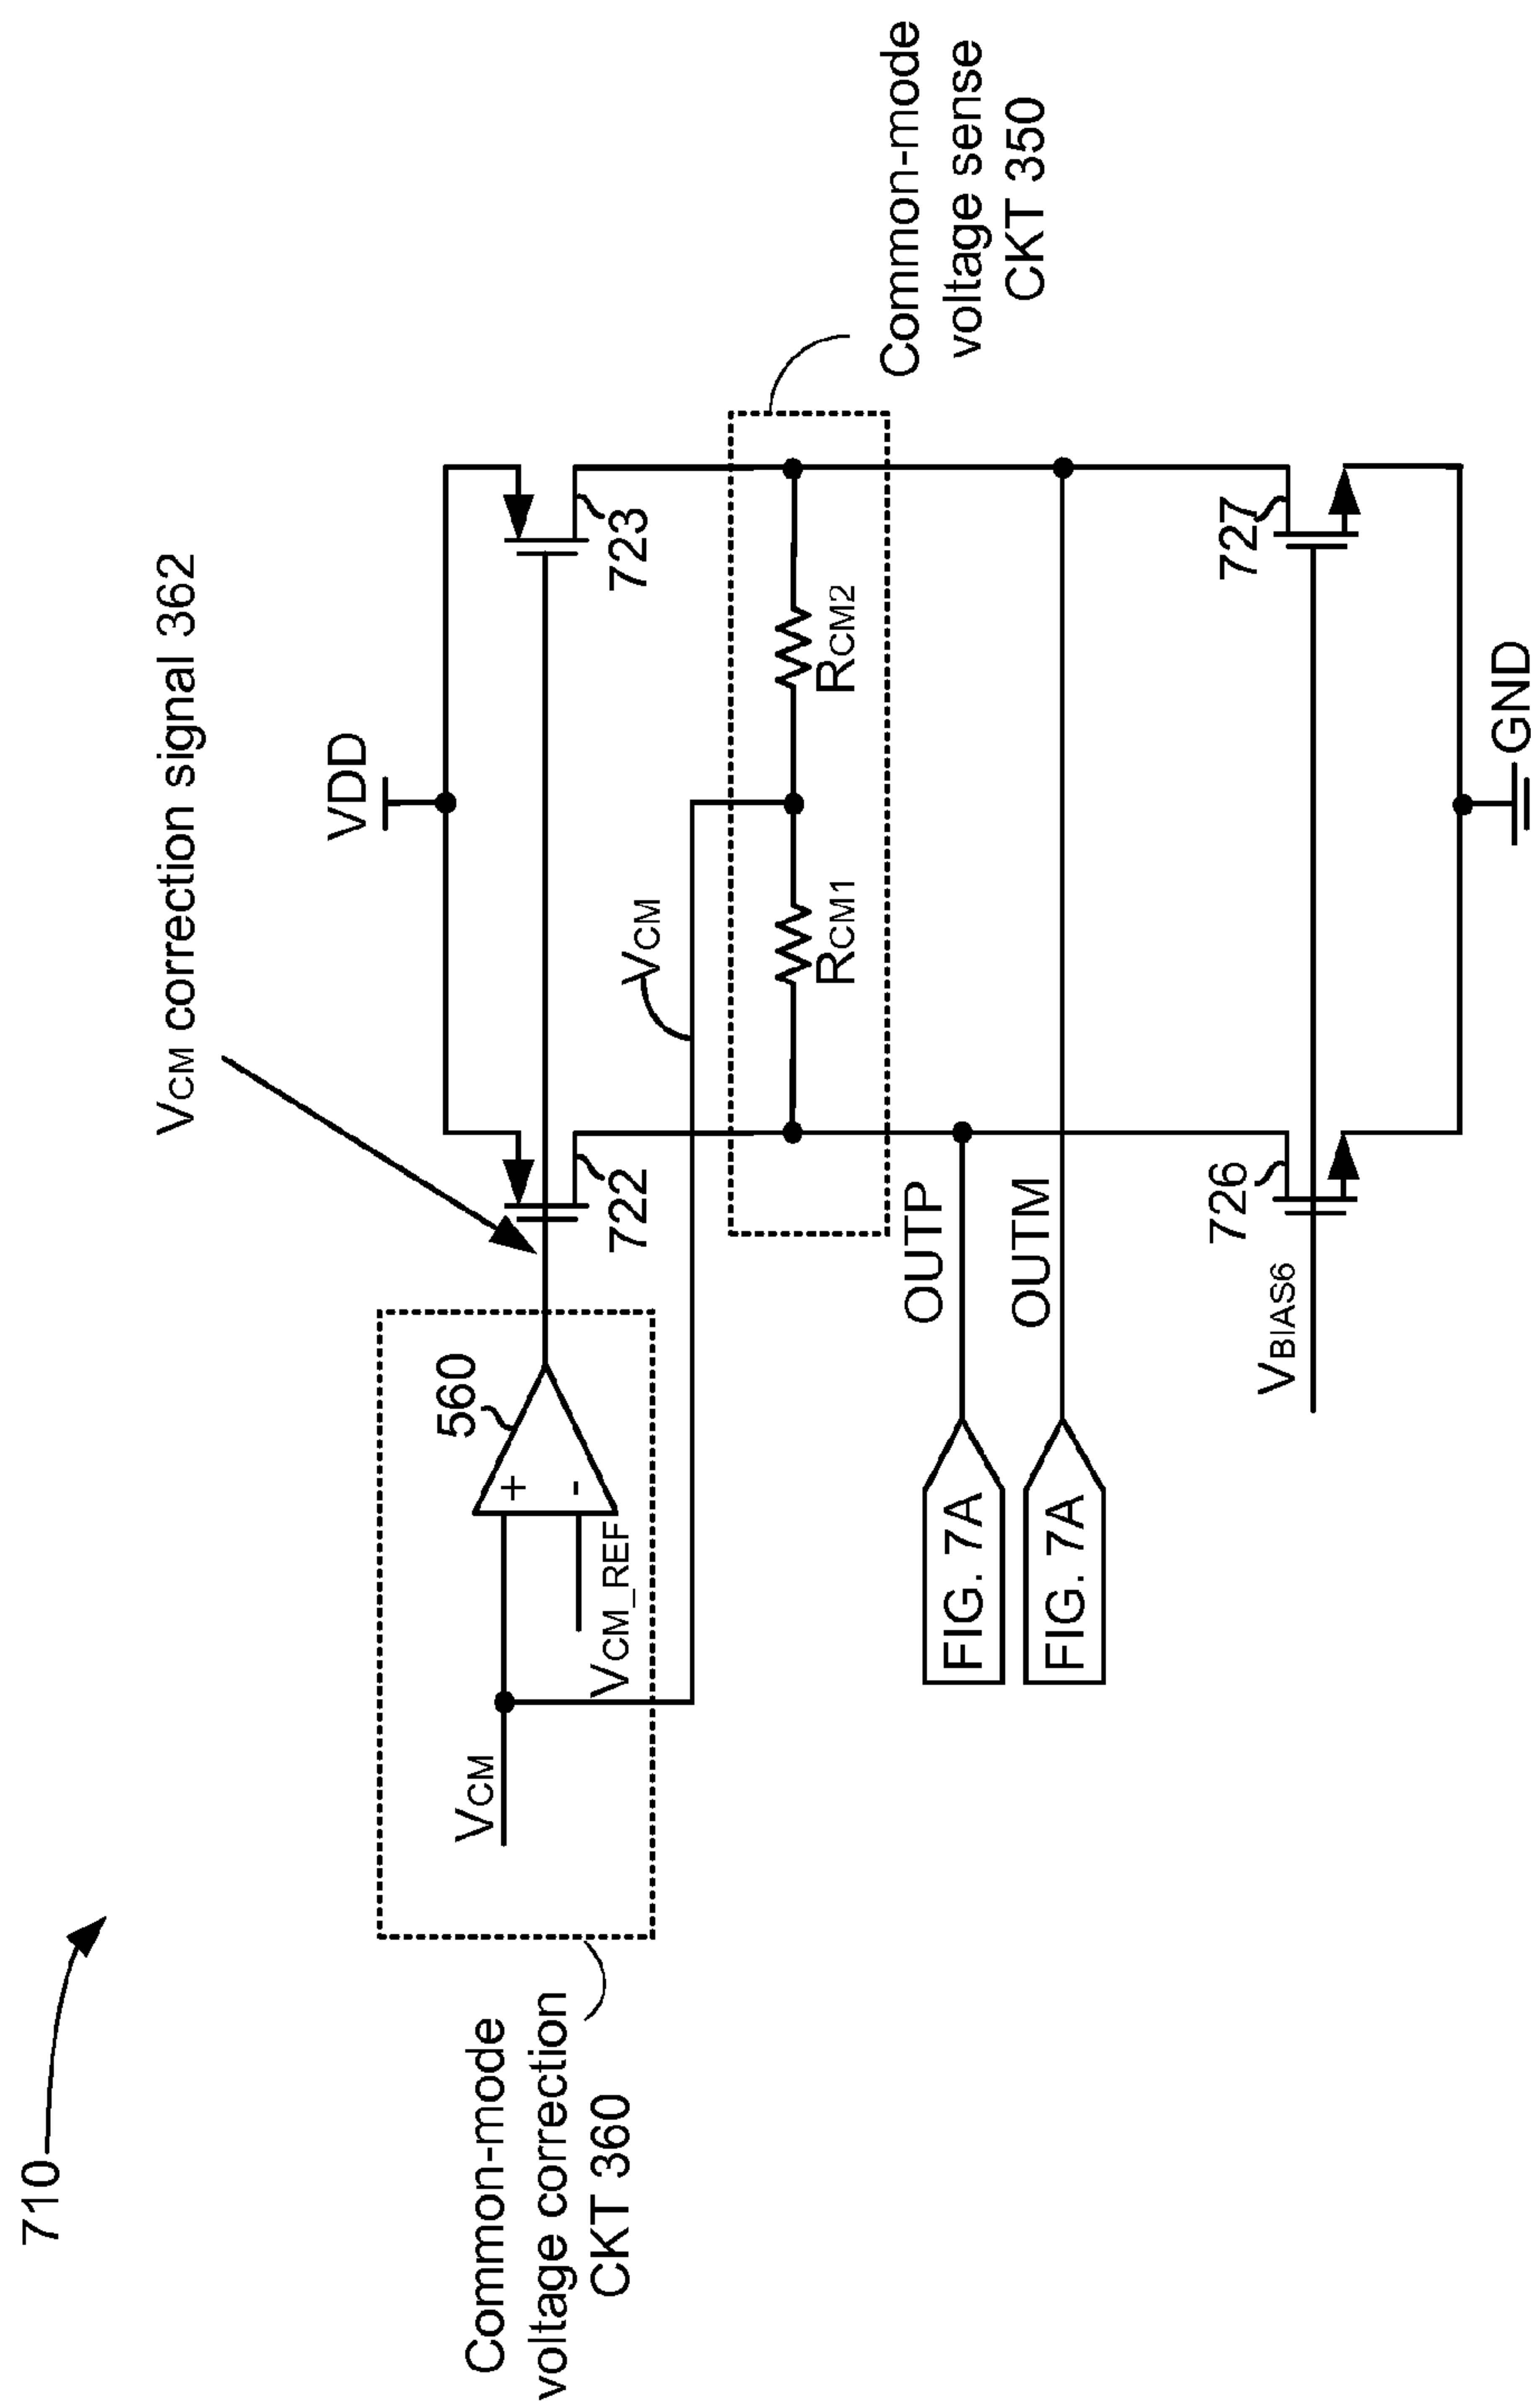 710
VCM correction signal 362
VDD
Common-mode
voltage correction
CKT 360
560
+
-
VCM
VCM_REF
722
723
VCM
RCM1
RCM2
Common-mode
voltage sense
CKT 350
OUTP
OUTM
FIG. 7A
FIG. 7A
VBIAS6
726
727
GND